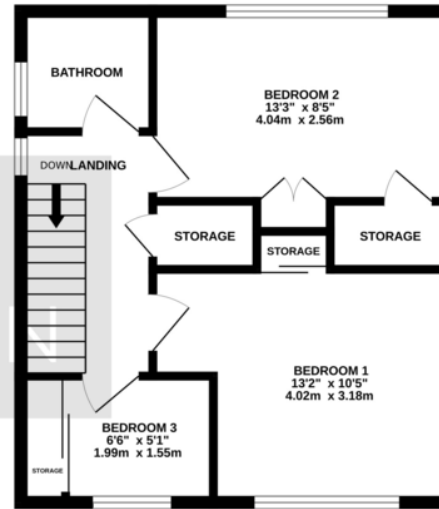 BATHROOM
BEDROOM 2
13'3" x 8'5"
4.04m x 2.56m
DOWN
LANDING
STORAGE
STORAGE
STORAGE
BEDROOM 1
13'2" x 10'5"
4.02m x 3.18m
BEDROOM 3
6'6" x 5'1"
1.99m x 1.55m
STORAGE
N